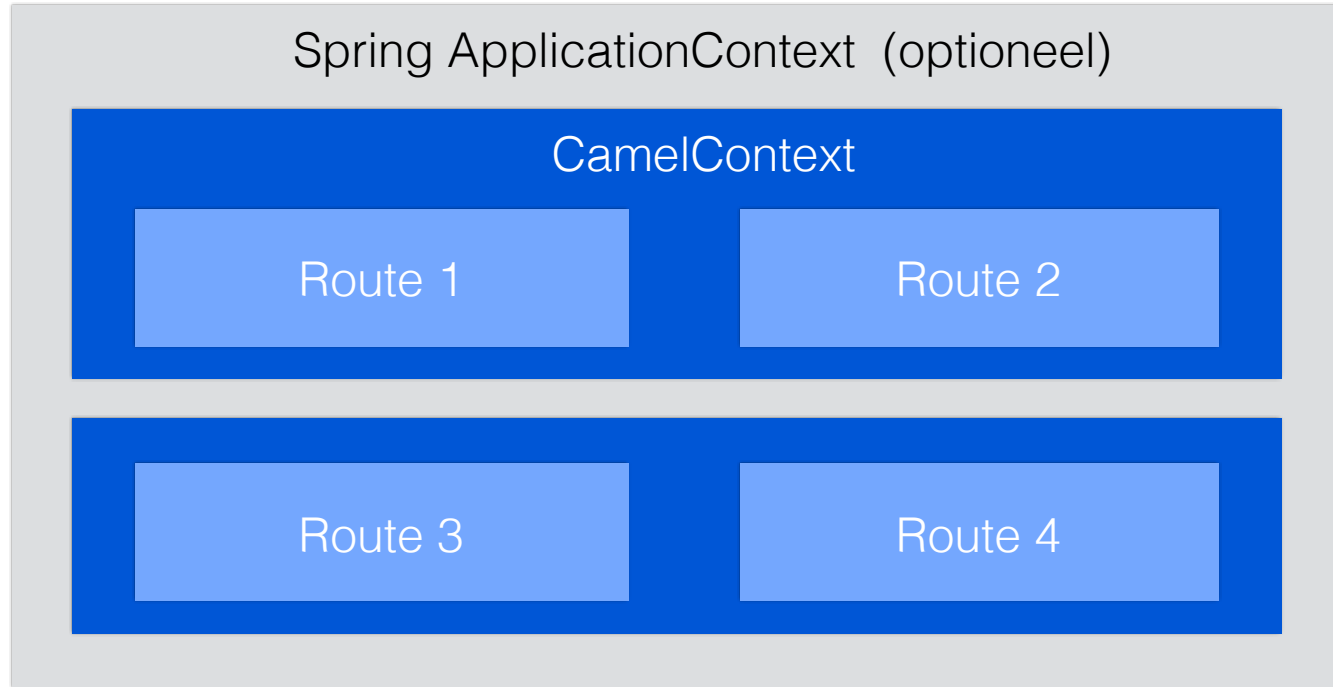 Spring ApplicationContext (optioneel)
CamelContext
Route 1
Route 2
Route 3
Route 4